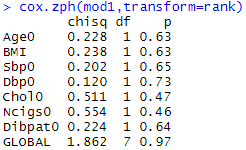 > cox.zph(mod1,transform=rank)
chisq df p
Age0 0.228 1 0.63
BMI 0.238 1 0.63
Sbp0 0.202 1 0.65
Dbp0 0.120 1 0.73
Chol0 0.511 1 0.47
Ncigs0 0.554 1 0.46
Dibpat0 0.224 1 0.64
GLOBAL 1.862 7 0.97